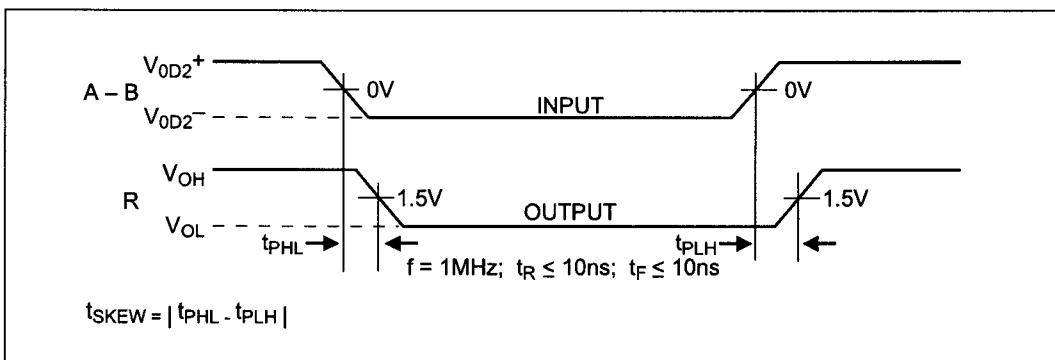 V0D2+
A – B
0V
0V
V0D2–
INPUT
VOH
R
1.5V
1.5V
OUTPUT
VOL
tPHL
tPLH
f = 1MHz; tR ≤ 10ns; tF ≤ 10ns
tSKEW = | tPHL - tPLH |